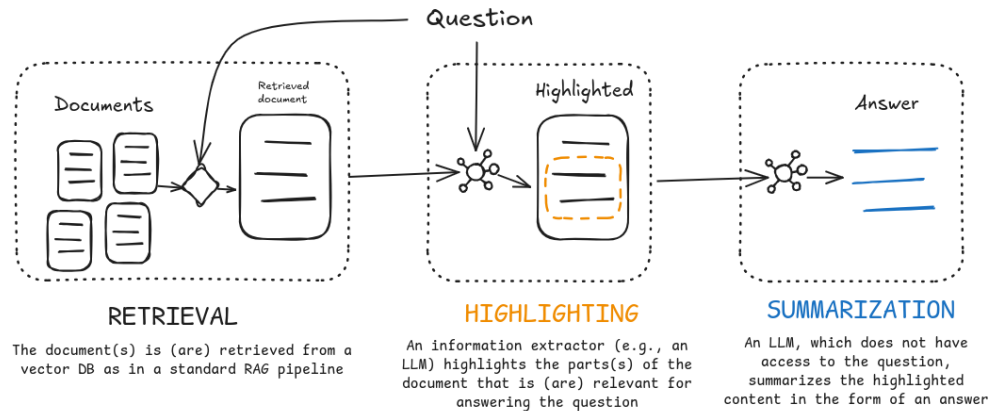 Question
Documents
Retrieved
document
Highlighted
Answer
RETRIEVAL
The document(s) is (are) retrieved from a
vector DB as in a standard RAG pipeline
HIGHLIGHTING
An information extractor (e.g., an
LLM) highlights the parts(s) of the
document that is (are) relevant for
answering the question
SUMMARIZATION
An LLM, which does not have
access to the question,
summarizes the highlighted
content in the form of an answer